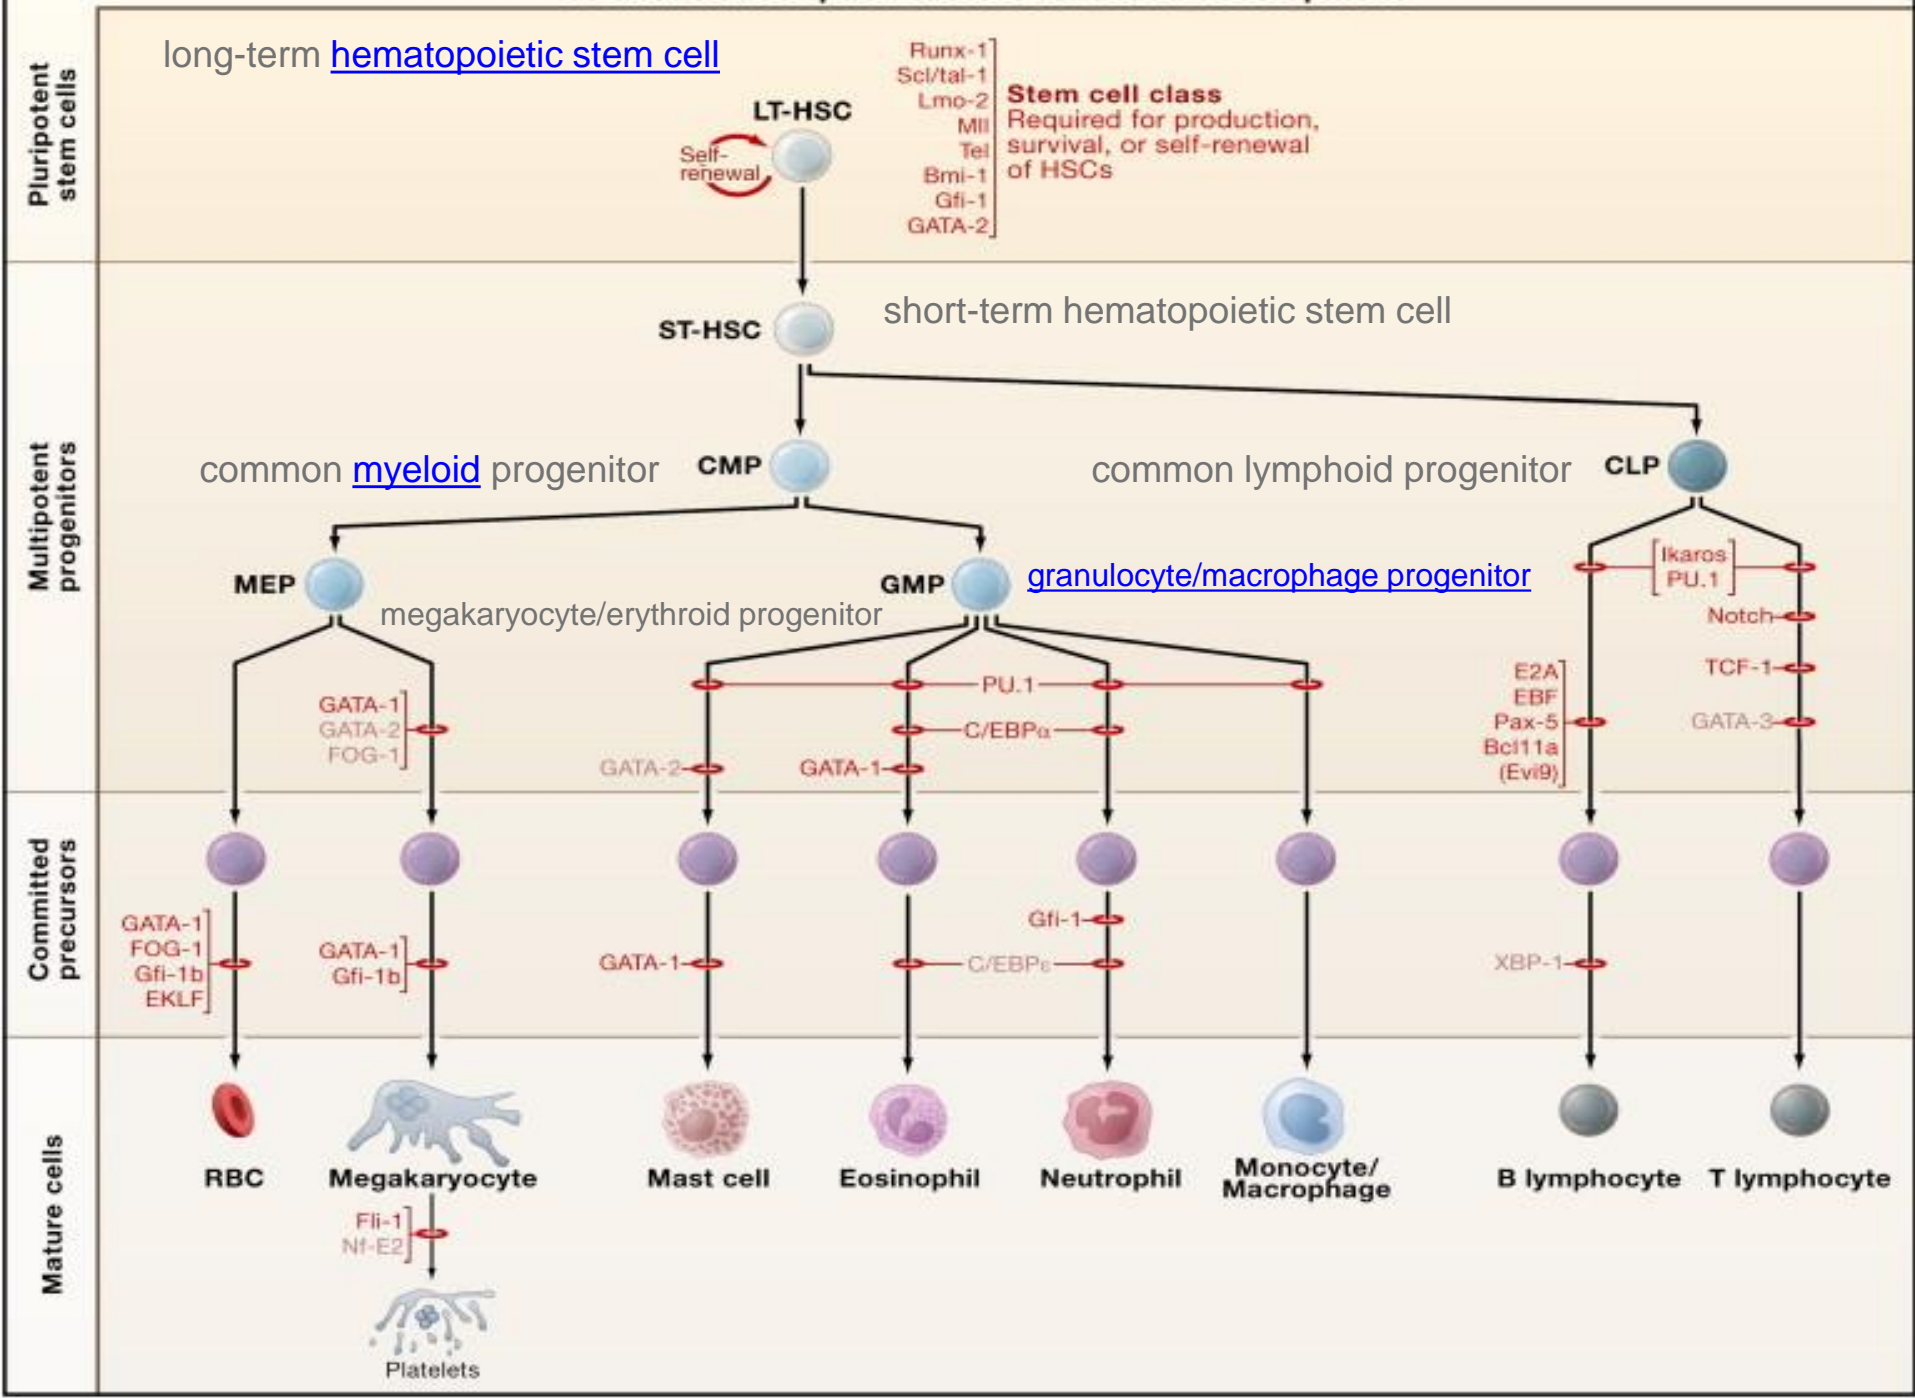 Pluripotent
stem cells
long-term hematopoietic stem cell
LT-HSC
Self-
renewal
Runx-1
Scl/tal-1
Lmo-2
Mll
Tel
Bmi-1
Gfi-1
GATA-2
Stem cell class
Required for production,
survival, or self-renewal
of HSCs
Multipotent
progenitors
ST-HSC
short-term hematopoietic stem cell
common myeloid progenitor
CMP
common lymphoid progenitor
CLP
MEP
megakaryocyte/erythroid progenitor
GMP
granulocyte/macrophage progenitor
Ikaros
PU.1
Notch
TCF-1
GATA-3
E2A
EBF
Pax-5
Bcl11a
(Evi9)
GATA-1
GATA-2
FOG-1
PU.1
C/EBPα
GATA-2
GATA-1
Committed
precursors
GATA-1
FOG-1
Gfi-1b
EKLF
GATA-1
Gfi-1b
GATA-1
Gfi-1
C/EBPε
XBP-1
Mature cells
RBC
Megakaryocyte
Mast cell
Eosinophil
Neutrophil
Monocyte/
Macrophage
B lymphocyte
T lymphocyte
Fli-1
Nf-E2
Platelets